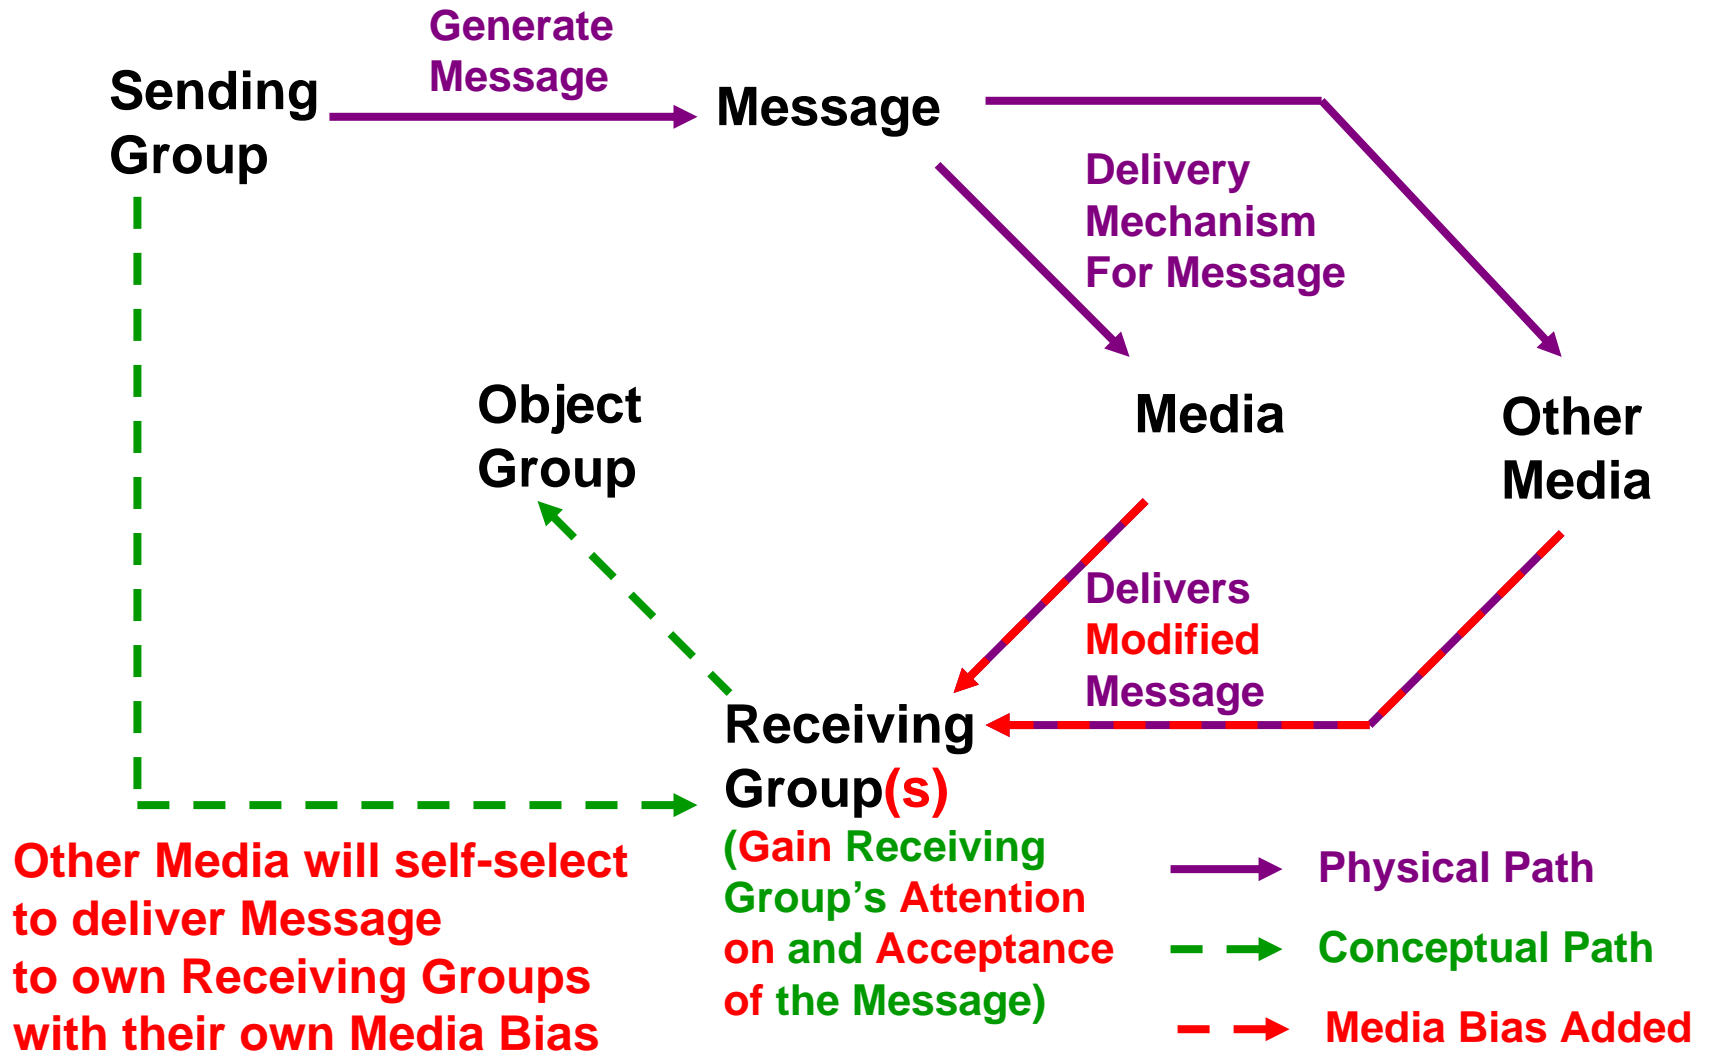 Generate
Message
Sending
Group
Message
Delivery
Mechanism
For Message
Object
Group
Media
Other
Media
Delivers
Modified
Message
Receiving
Group(s)
(Gain Receiving
Group’s Attention
on and Acceptance
of the Message)
Other Media will self-select
to deliver Message
to own Receiving Groups
with their own Media Bias
Physical Path
Conceptual Path
Media Bias Added